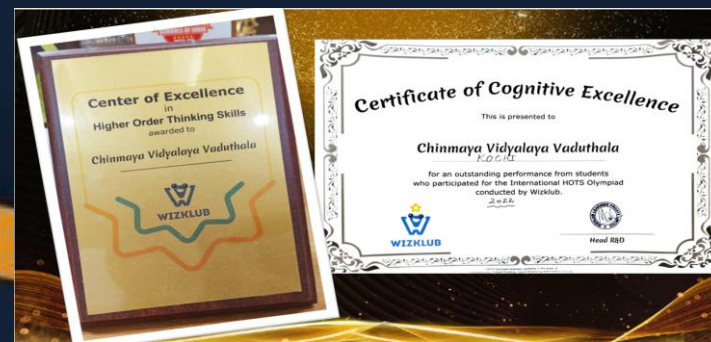 Center of Excellence
in
Higher Order Thinking Skills
awarded to
Chinmaya Vidyalaya Vaduthala
WIZKLUB
Certificate of Cognitive Excellence
This is presented to
Chinmaya Vidyalaya Vaduthala
KOCHI
for an outstanding performance from students
who participated for the International HOTS Olympiad
conducted by Wizklub.
2022
WIZKLUB
Head R&D